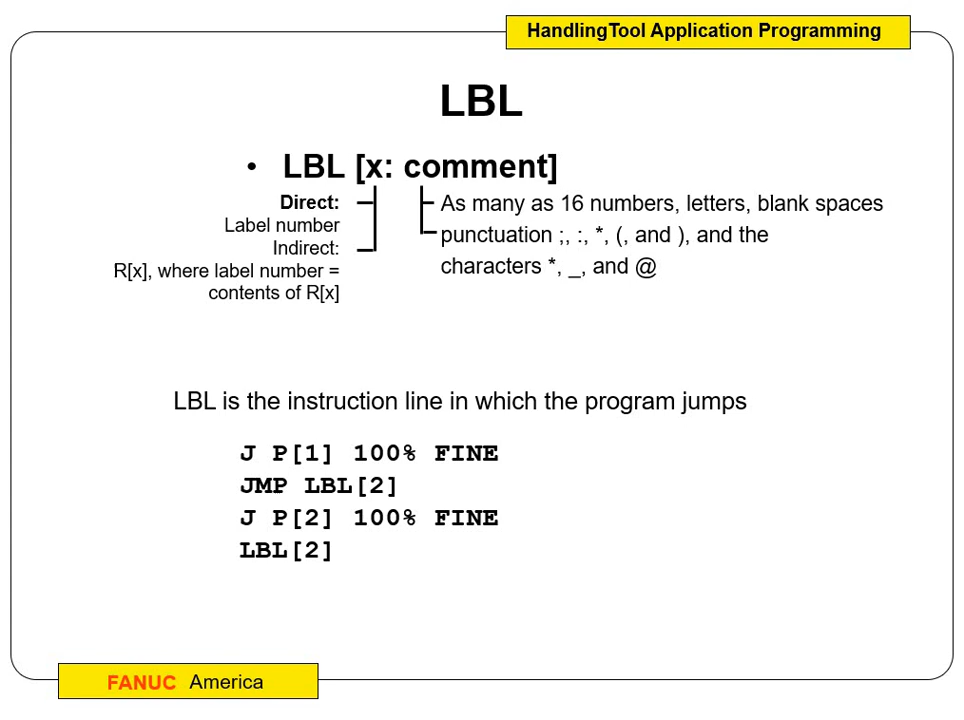 HandlingTool Application Programming
LBL
• LBL [x: comment]
Direct:
Label number
Indirect:
R[x], where label number =
contents of R[x]
As many as 16 numbers, letters, blank spaces
punctuation ;, :, *, (, and ), and the
characters *, _, and @
LBL is the instruction line in which the program jumps
J P[1] 100% FINE
JMP LBL[2]
J P[2] 100% FINE
LBL[2]
FANUC America